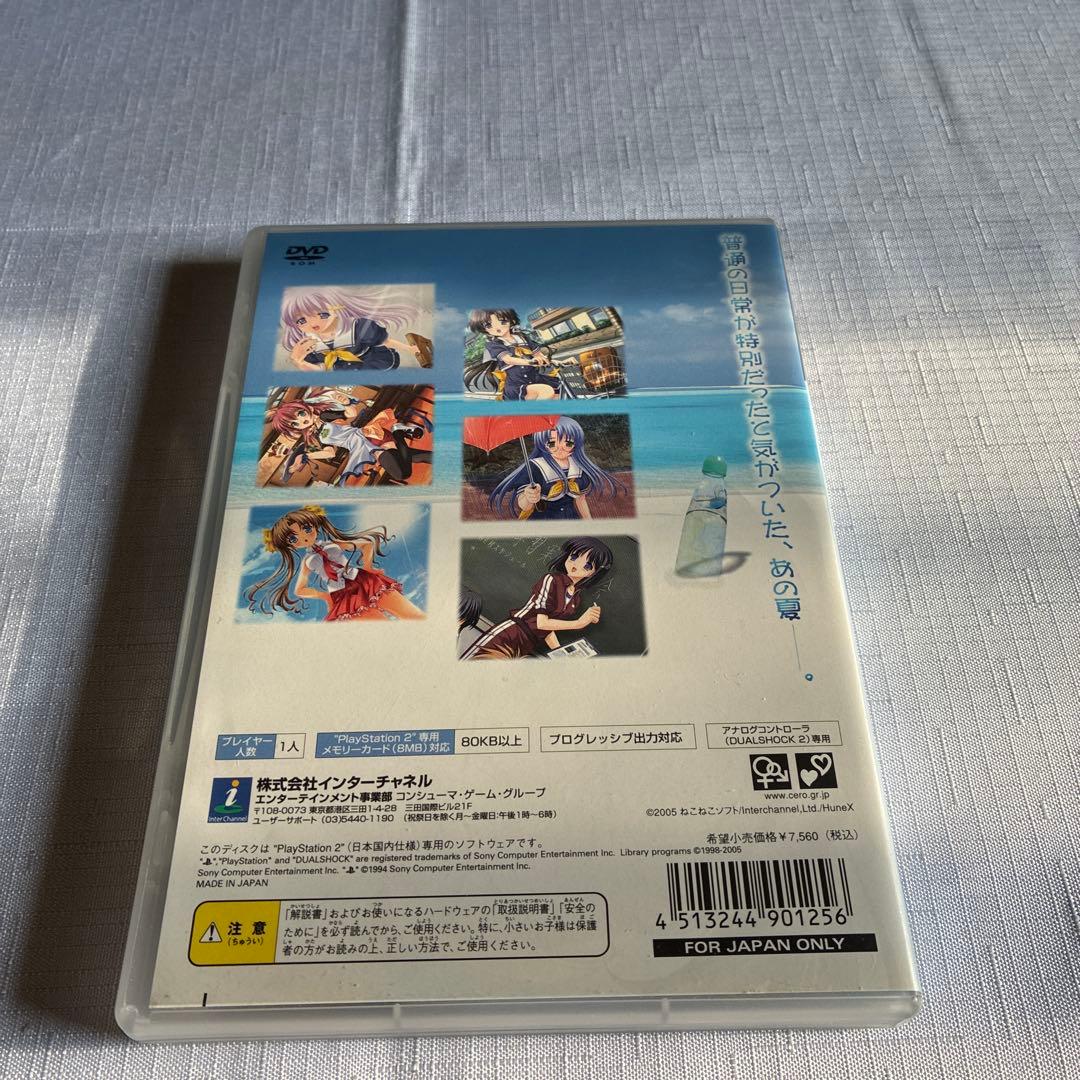 DVD
ROM
普通の日常が特別だったと気がついた、あの夏――。
プレイヤー
人数
1人
"PlayStation 2" 専用
メモリーカード(8MB)対応
80KB以上
プログレッシブ出力対応
アナログコントローラ
(DUALSHOCK 2)専用
InterChannel
株式会社インターチャネル
エンターテインメント事業部 コンシューマ・ゲーム・グループ
〒108-0073 東京都港区三田1-4-28 三田国際ビル21F
ユーザーサポート (03)5440-1190 (祝祭日を除く月~金曜日:午後1時~6時)
www.cero.gr.jp
©2005 ねこねこソフト/Interchannel,Ltd./HuneX
希望小売価格¥7,560(税込)
このディスクは "PlayStation 2"(日本国内仕様)専用のソフトウェアです。
"PlayStation" and "DUALSHOCK" are registered trademarks of Sony Computer Entertainment Inc. Library programs ©1998-2005
Sony Computer Entertainment Inc. ©1994 Sony Computer Entertainment Inc.
MADE IN JAPAN
注意
(ちゅうい)
「解説書」およびお使いになるハードウェアの「取扱説明書」「安全の
ために」を必ず読んでから、ご使用ください。特に、小さいお子様は保護
者の方がお読みの上、正しい方法で、ご使用ください。
4 513244 901256
FOR JAPAN ONLY